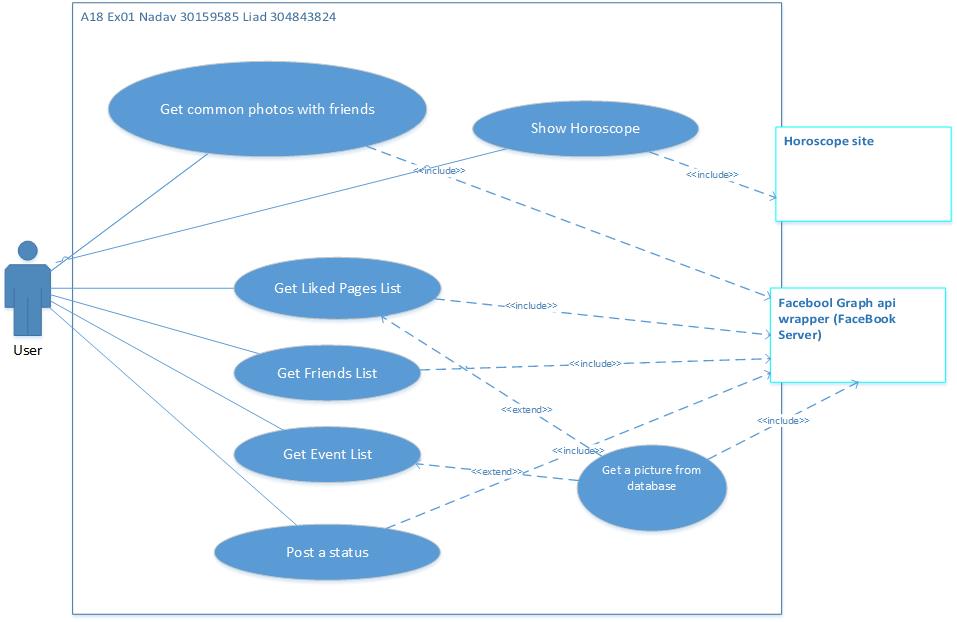 A18 Ex01 Nadav 30159585 Liad 304843824
Get common photos with friends
Show Horoscope
Horoscope site
<<include>>
<<include>>
User
Get Liked Pages List
<<include>>
Facebool Graph api
wrapper (FaceBook
Server)
Get Friends List
<<include>>
<<extend>>
<<include>>
Get Event List
<<include>>
<<extend>>
Get a picture from
database
Post a status